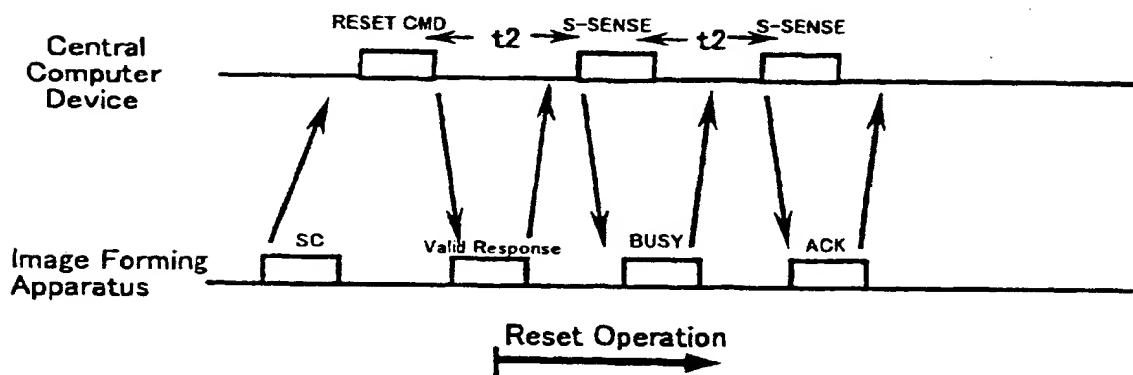 RESET CMD t2 S-SENSE t2 S-SENSE
Central
Computer
Device
SC Valid Response BUSY ACK
Image Forming
Apparatus
Reset Operation